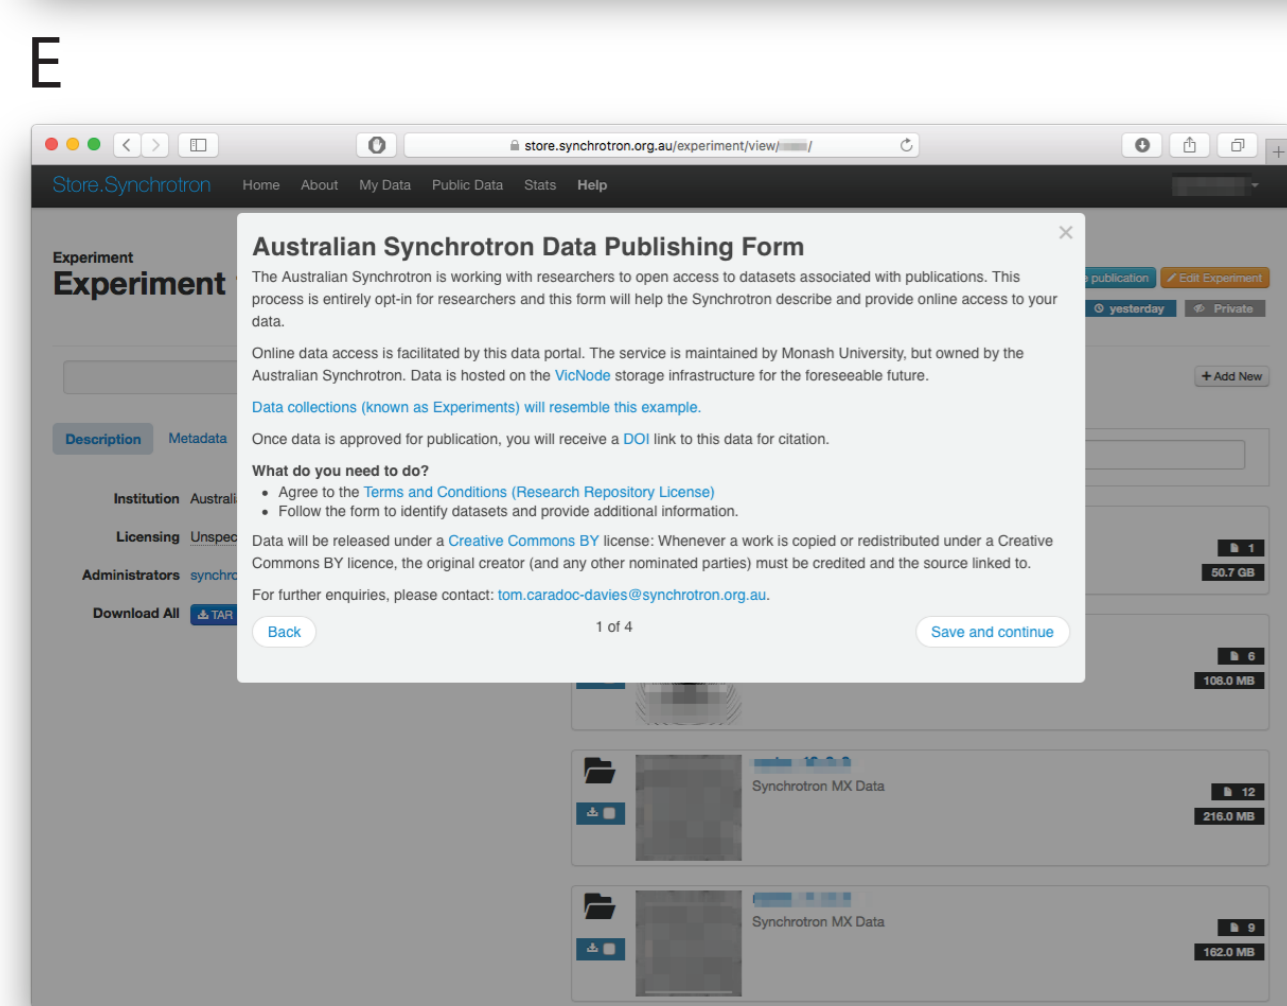 E
store.synchrotron.org.au/experiment/view/ /
Store.Synchrotron Home About My Data Public Data Stats Help
Experiment
Experiment
publication Edit Experiment
yesterday Private
+ Add New
Description Metadata
Institution
Licensing
Administrators
Download All TAR
Australian Synchrotron Data Publishing Form
The Australian Synchrotron is working with researchers to open access to datasets associated with publications. This
process is entirely opt-in for researchers and this form will help the Synchrotron describe and provide online access to your
data.
Online data access is facilitated by this data portal. The service is maintained by Monash University, but owned by the
Australian Synchrotron. Data is hosted on the VicNode storage infrastructure for the foreseeable future.
Data collections (known as Experiments) will resemble this example.
Once data is approved for publication, you will receive a DOI link to this data for citation.
What do you need to do?
• Agree to the Terms and Conditions (Research Repository License)
• Follow the form to identify datasets and provide additional information.
Data will be released under a Creative Commons BY license: Whenever a work is copied or redistributed under a Creative
Commons BY licence, the original creator (and any other nominated parties) must be credited and the source linked to.
For further enquiries, please contact: tom.caradoc-davies@synchrotron.org.au.
Back 1 of 4 Save and continue
1
50.7 GB
6
108.0 MB
Synchrotron MX Data
12
216.0 MB
Synchrotron MX Data
9
162.0 MB